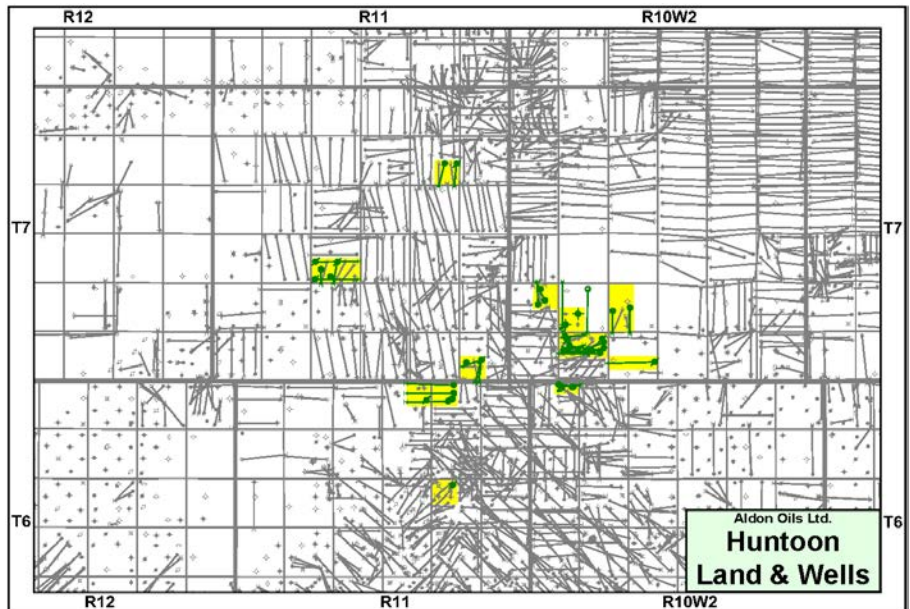 R12 R11 R10W2
T7 T7
T6 T6
Aldon Oils Ltd.
Huntoon
Land & Wells
R12 R11 R10W2